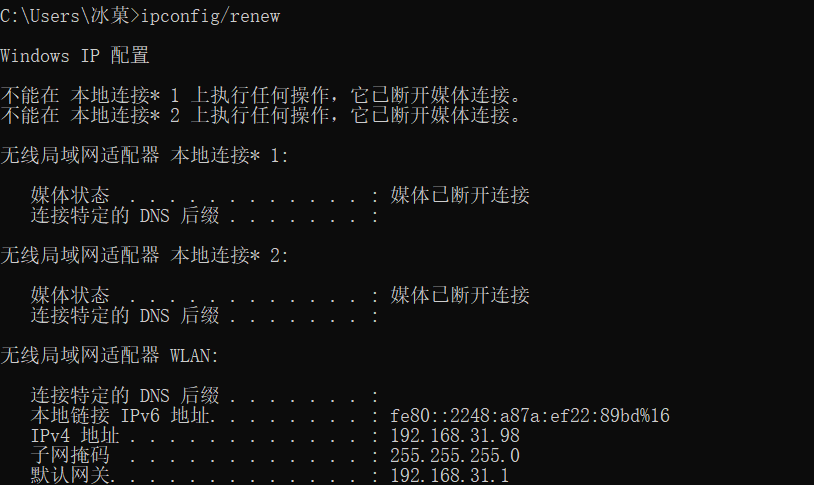 C:\Users\冰菓>ipconfig/renew
Windows IP 配置
不能在 本地连接* 1 上执行任何操作，它已断开媒体连接。
不能在 本地连接* 2 上执行任何操作，它已断开媒体连接。
无线局域网适配器 本地连接* 1:
媒体状态 . . . . . . . . . . . . : 媒体已断开连接
连接特定的 DNS 后缀 . . . . . . . :
无线局域网适配器 本地连接* 2:
媒体状态 . . . . . . . . . . . . : 媒体已断开连接
连接特定的 DNS 后缀 . . . . . . . :
无线局域网适配器 WLAN:
连接特定的 DNS 后缀 . . . . . . . :
本地链接 IPv6 地址. . . . . . . . : fe80::2248:a87a:ef22:89bd%16
IPv4 地址 . . . . . . . . . . . . : 192.168.31.98
子网掩码 . . . . . . . . . . . . : 255.255.255.0
默认网关. . . . . . . . . . . . . : 192.168.31.1